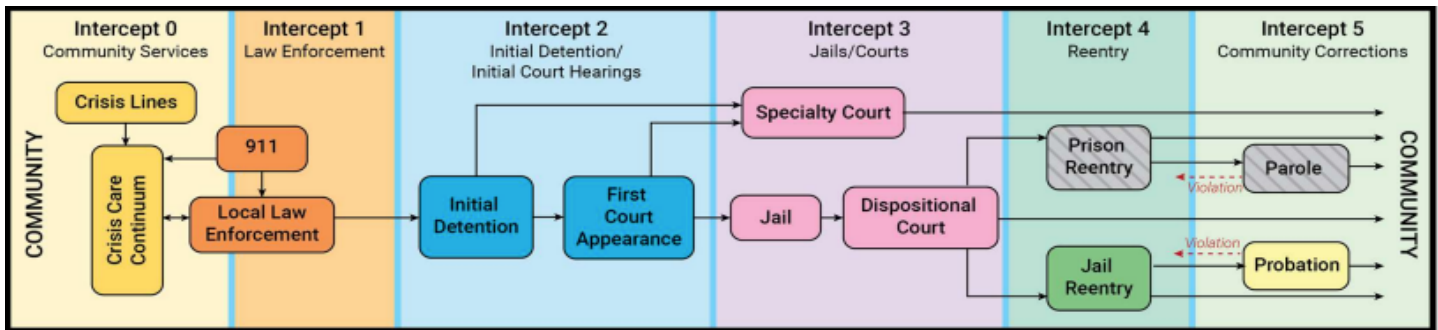 Intercept 0
Community Services
Intercept 1
Law Enforcement
Intercept 2
Initial Detention/
Initial Court Hearings
Intercept 3
Jails/Courts
Intercept 4
Reentry
Intercept 5
Community Corrections
COMMUNITY
Crisis Lines
Crisis Care
Continuum
911
Local Law
Enforcement
Initial
Detention
First
Court
Appearance
Specialty Court
Jail
Dispositional
Court
Prison
Reentry
Violation
Parole
Jail
Reentry
Violation
Probation
COMMUNITY